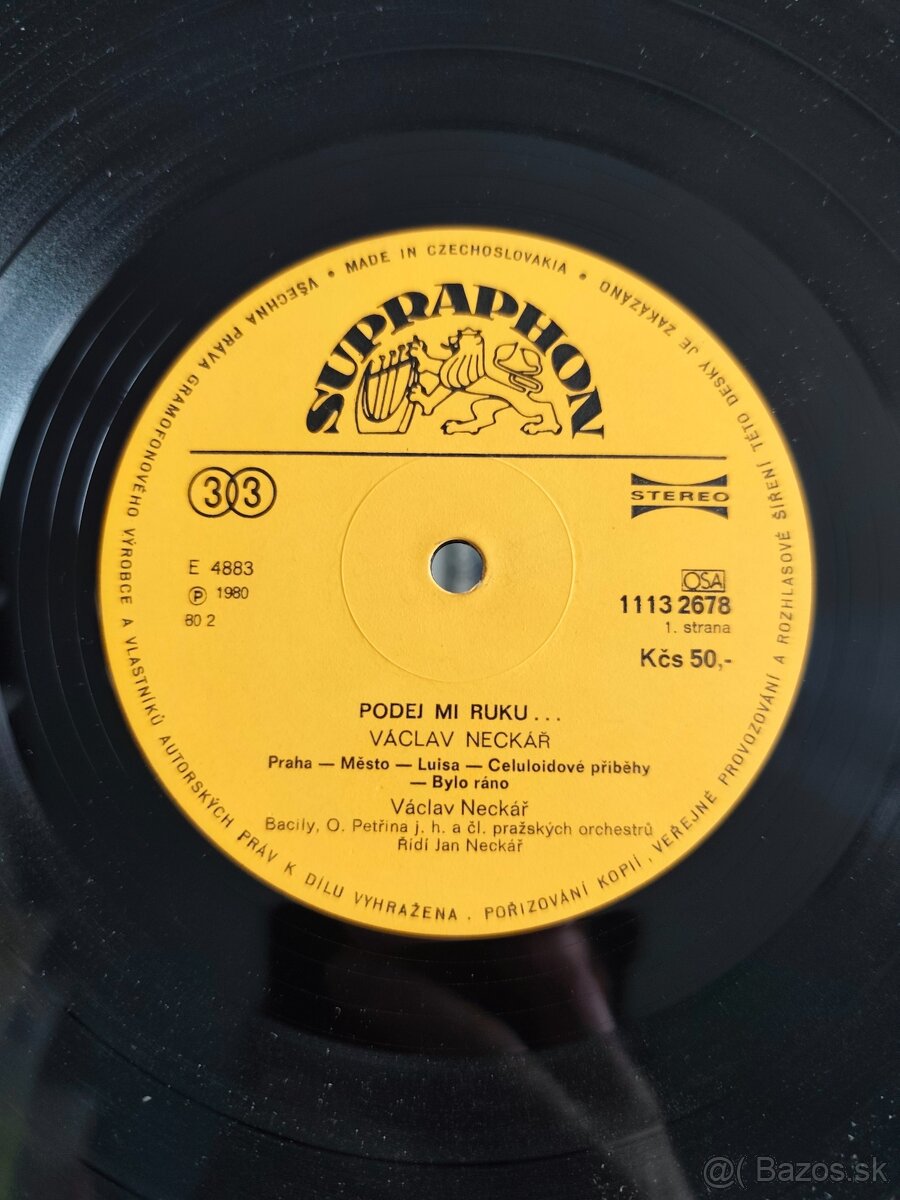 VŠECHNA PRÁVA GRAMOFONOVÉHO VÝROBCE A VLASTNÍKŮ AUTORSKÝCH PRÁV K DÍLU VYHRAŽENA . POŘIZOVÁNÍ KOPIÍ, VEŘEJNÉ PROVOZOVÁNÍ A ROZHLASOVÉ ŠÍŘENÍ TÉTO DESKY JE ZAKÁZÁNO • MADE IN CZECHOSLOVAKIA •
SUPRAPHON
33
STEREO
E 4883
Ⓟ 1980
80 2
OSA
1113 2678
1. strana
Kčs 50,-
PODEJ MI RUKU...
VÁCLAV NECKÁŘ
Praha — Město — Luisa — Celuloidové příběhy
— Bylo ráno
Václav Neckář
Bacily, O. Petřina j. h. a čl. pražských orchestrů
Řídí Jan Neckář
@( Bazos.sk